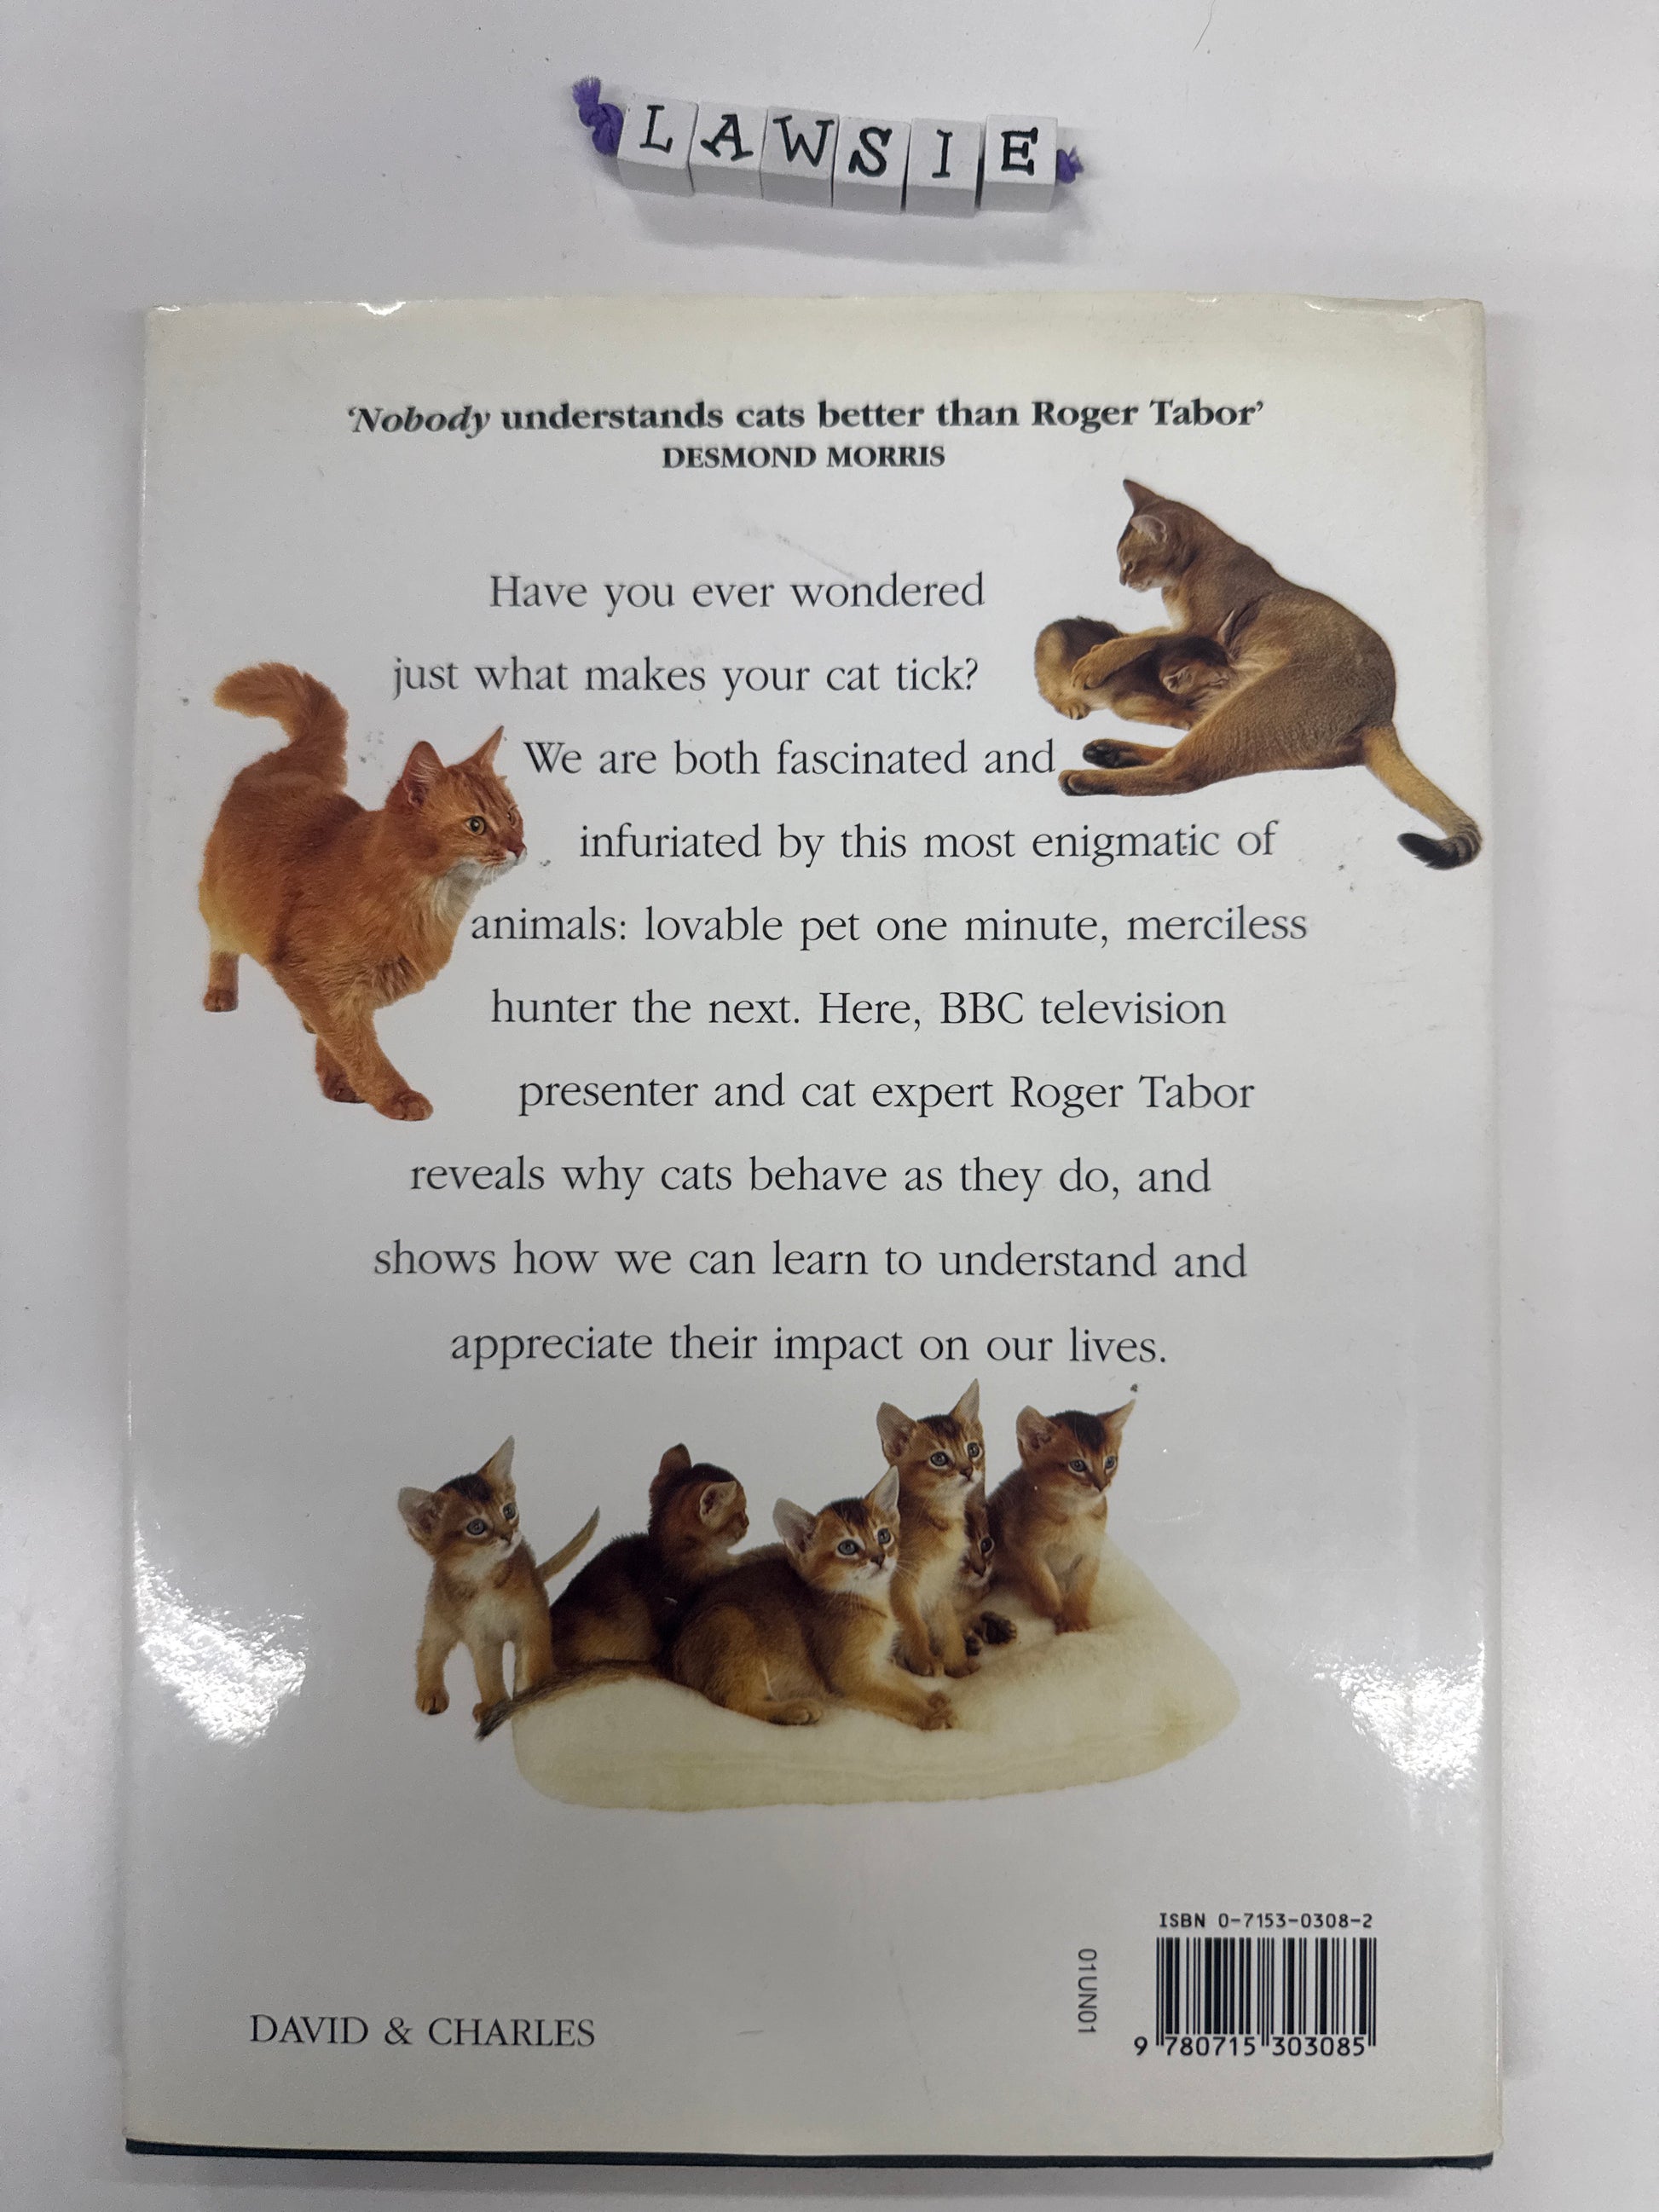 LAWSIE
‘Nobody understands cats better than Roger Tabor’
DESMOND MORRIS
Have you ever wondered
just what makes your cat tick?
We are both fascinated and
infuriated by this most enigmatic of
animals: lovable pet one minute, merciless
hunter the next. Here, BBC television
presenter and cat expert Roger Tabor
reveals why cats behave as they do, and
shows how we can learn to understand and
appreciate their impact on our lives.
ISBN 0-7153-0308-2
01UN01
9 780715 303085
DAVID & CHARLES